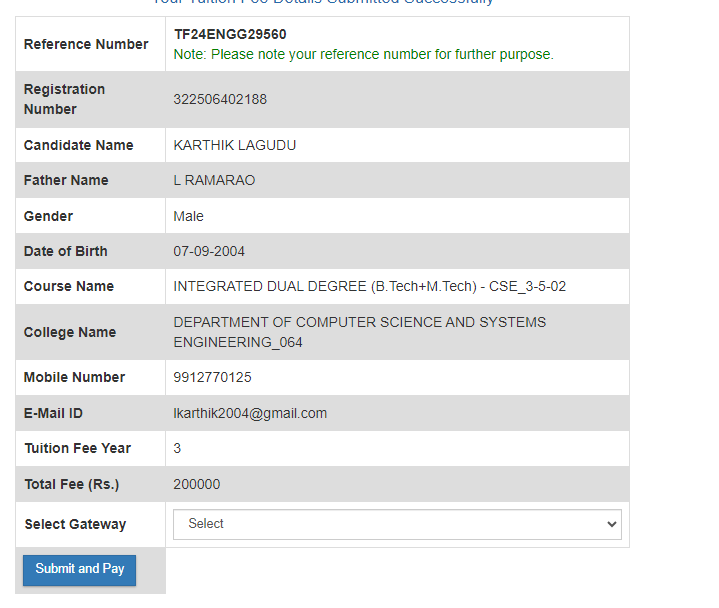 Your Tuition Fee Details Submitted Successfully
Reference Number
TF24ENGG29560
Note: Please note your reference number for further purpose.
Registration
Number
322506402188
Candidate Name
KARTHIK LAGUDU
Father Name
L RAMARAO
Gender
Male
Date of Birth
07-09-2004
Course Name
INTEGRATED DUAL DEGREE (B.Tech+M.Tech) - CSE_3-5-02
College Name
DEPARTMENT OF COMPUTER SCIENCE AND SYSTEMS
ENGINEERING_064
Mobile Number
9912770125
E-Mail ID
lkarthik2004@gmail.com
Tuition Fee Year
3
Total Fee (Rs.)
200000
Select Gateway
Select
Submit and Pay